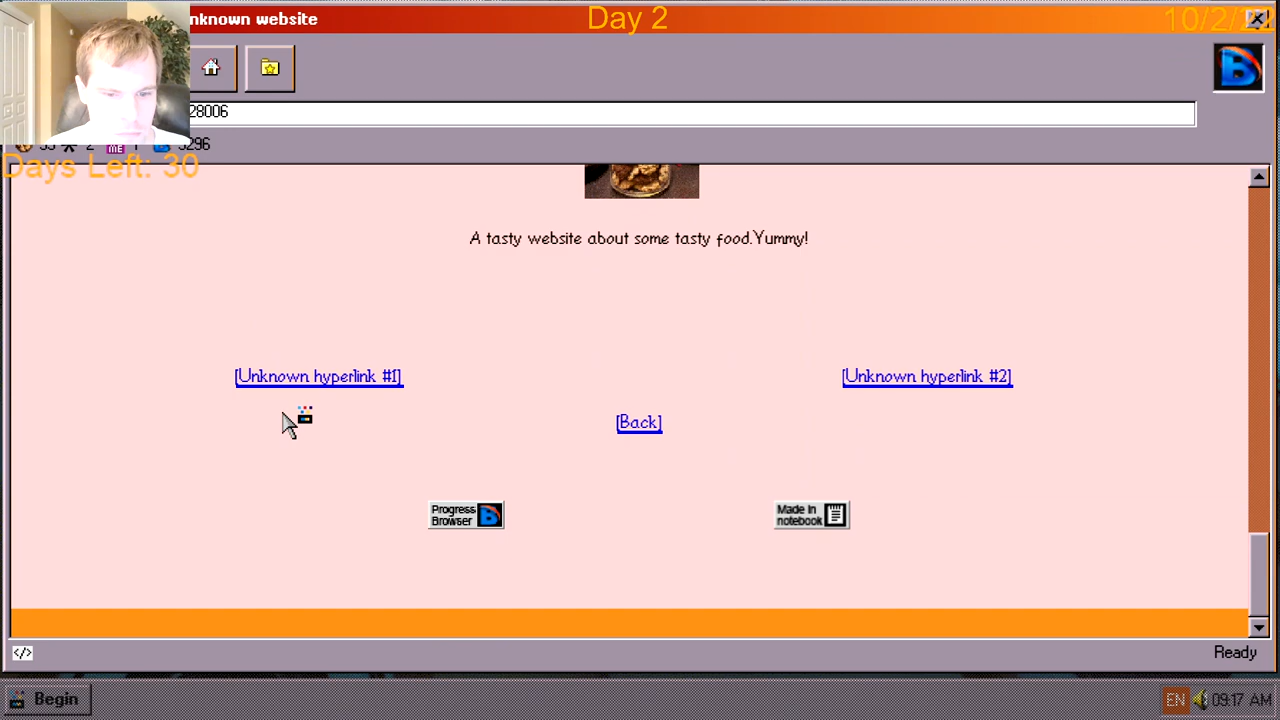 nknown website
Day 2
28006
ME
Days Left: 30
A tasty website about some tasty food.Yummy!
[Unknown hyperlink #1]
[Unknown hyperlink #2]
[Back]
Progress
Browser
Made in
notebook
</>
Ready
Begin
EN
09:17 AM